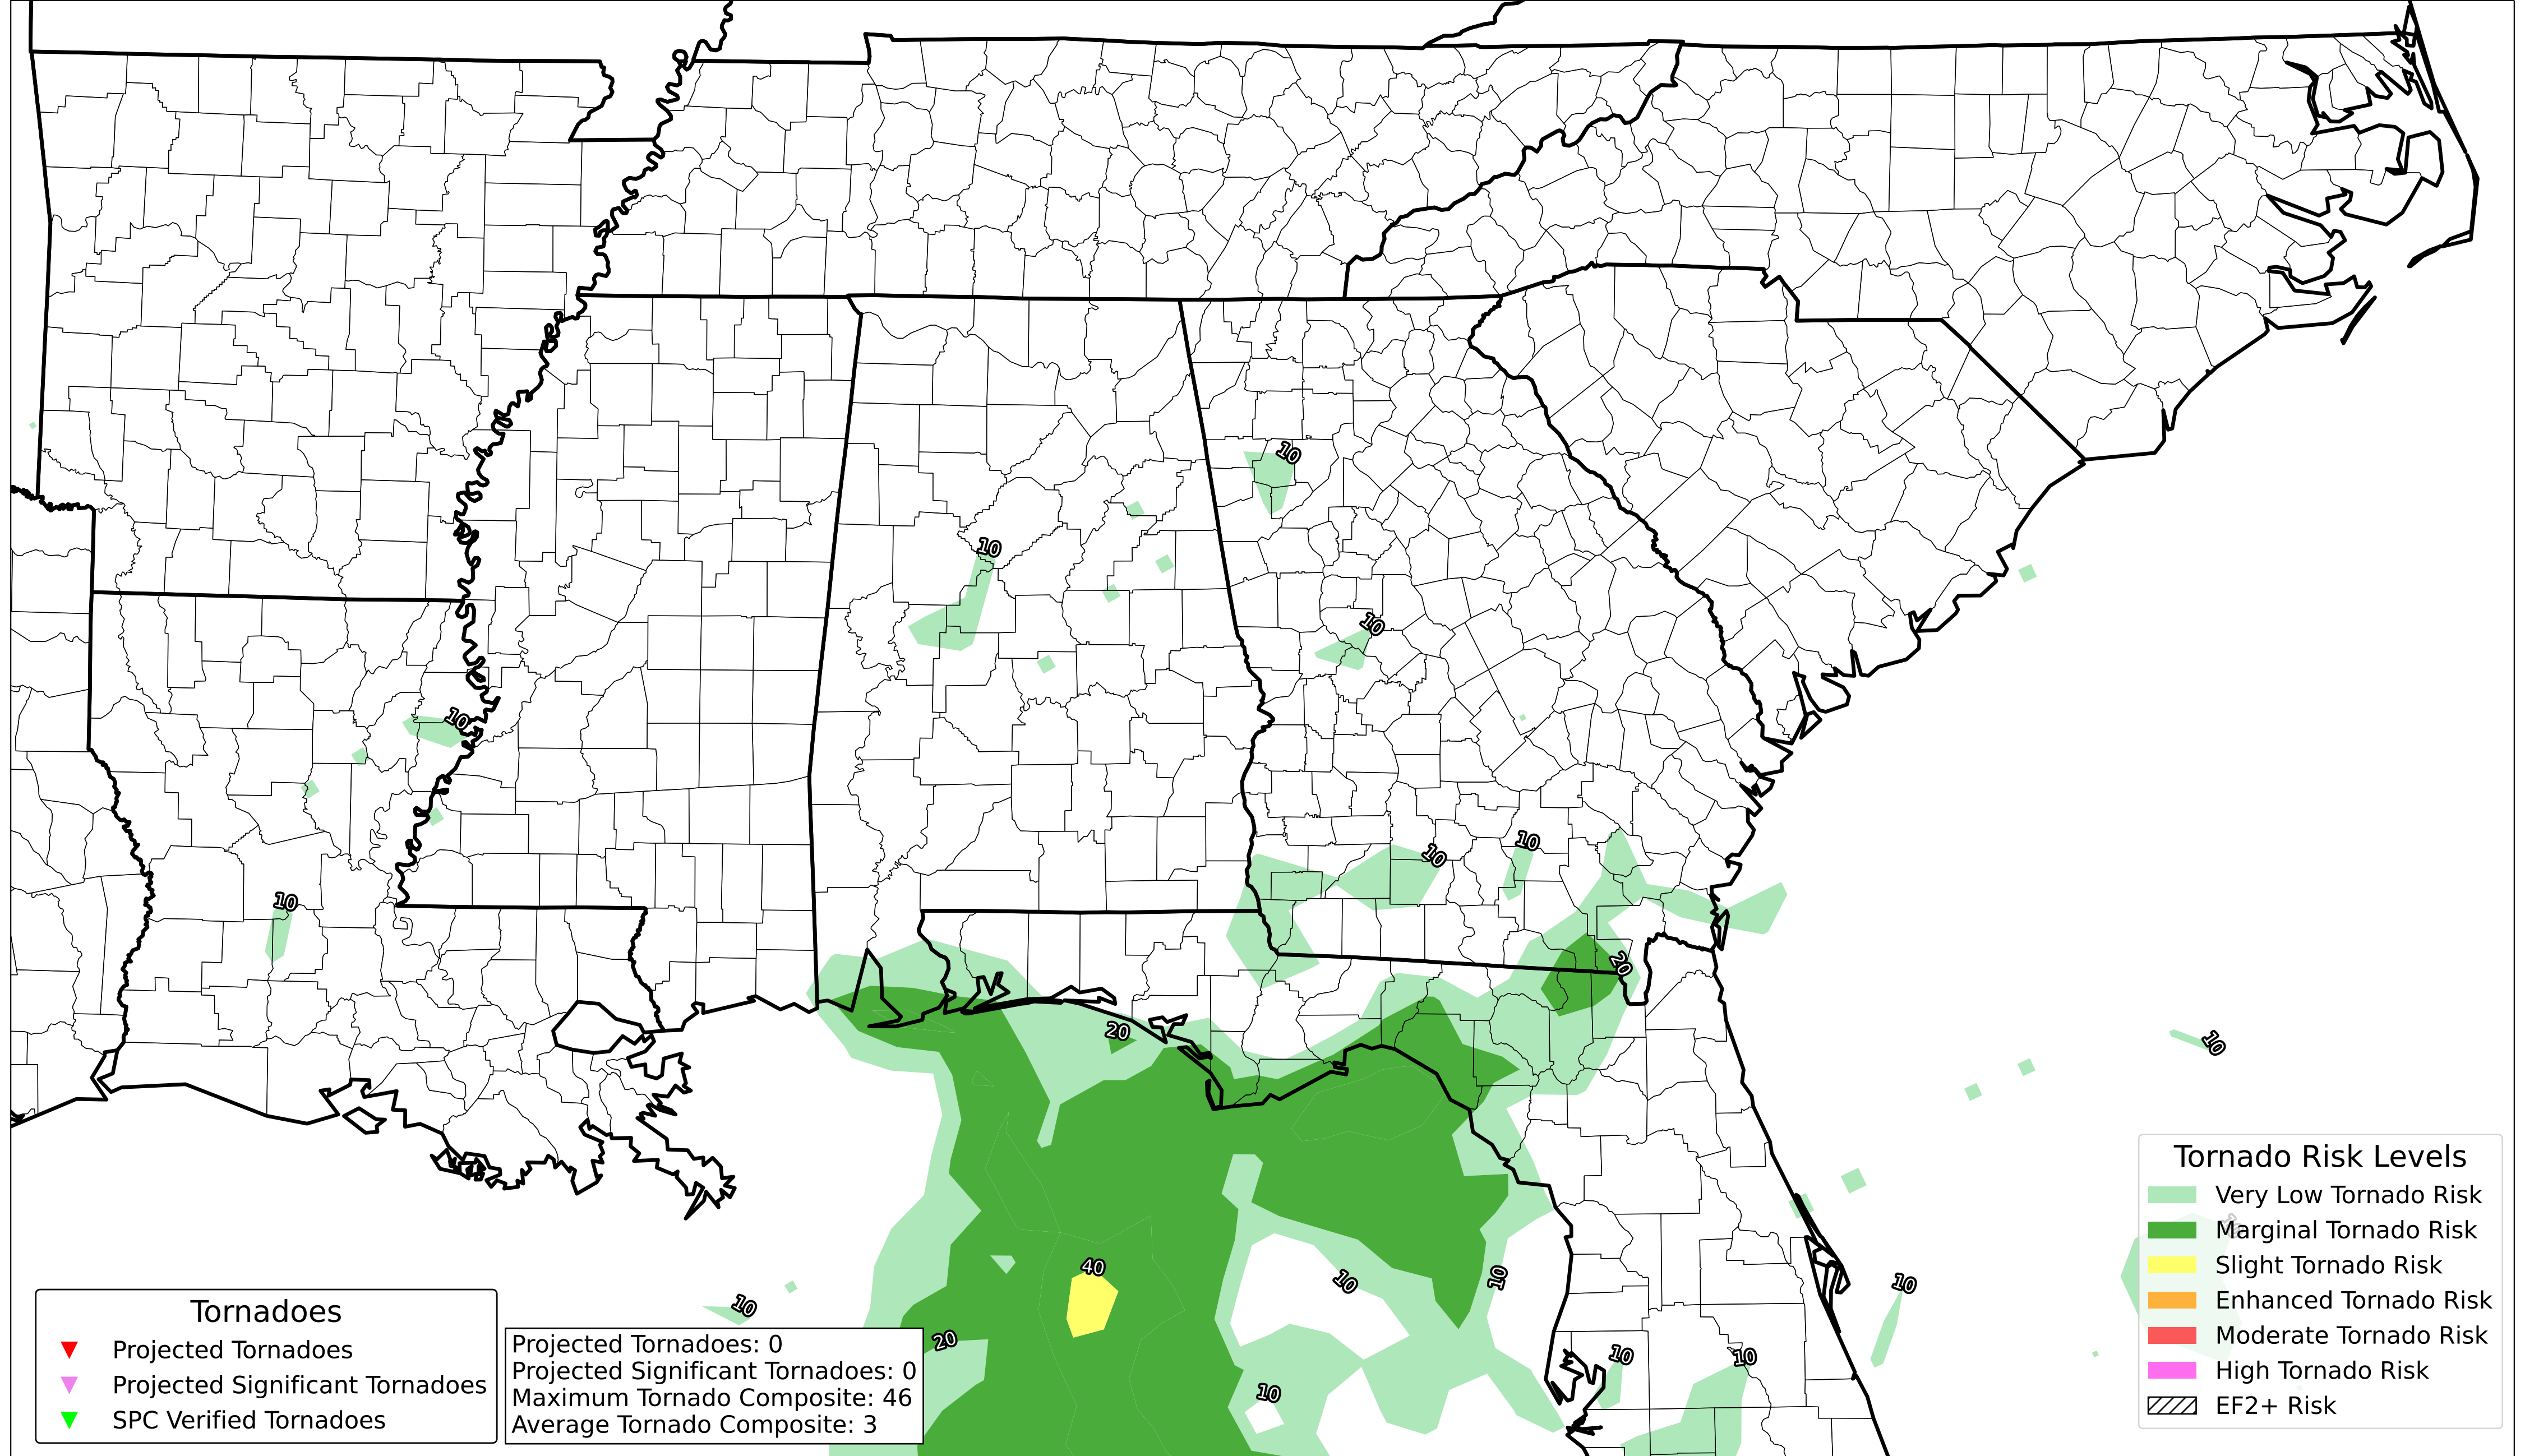 10
10
10
10
10
10
10
20
20
40
10
10
10
10
20
10
10
10
10
Tornadoes
Projected Tornadoes
Projected Significant Tornadoes
SPC Verified Tornadoes
Projected Tornadoes: 0
Projected Significant Tornadoes: 0
Maximum Tornado Composite: 46
Average Tornado Composite: 3
Tornado Risk Levels
Very Low Tornado Risk
Marginal Tornado Risk
Slight Tornado Risk
Enhanced Tornado Risk
Moderate Tornado Risk
High Tornado Risk
EF2+ Risk